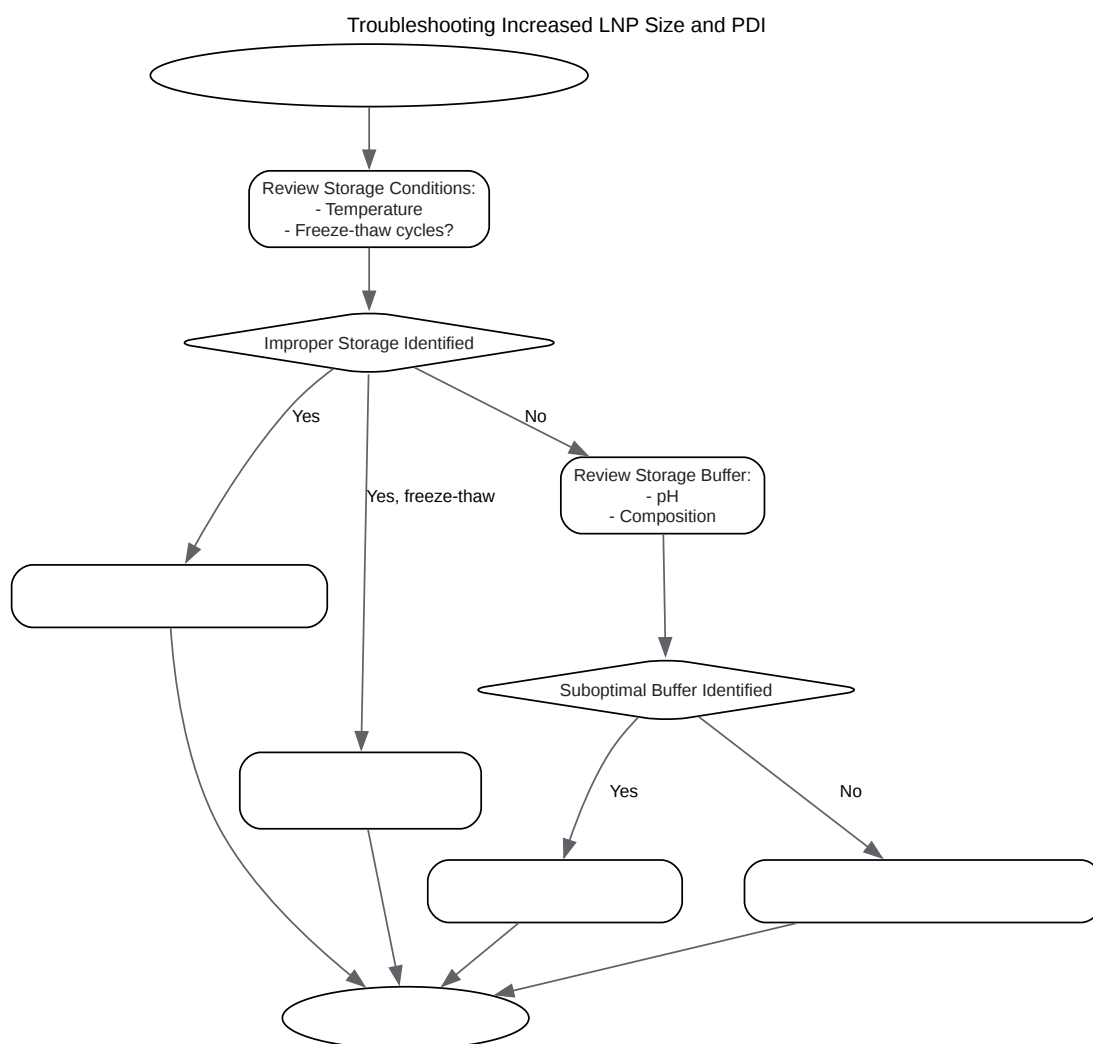 Troubleshooting Increased LNP Size and PDI
Review Storage Conditions:
- Temperature
- Freeze-thaw cycles?
Improper Storage Identified
Yes
No
Yes, freeze-thaw
Review Storage Buffer:
- pH
- Composition
Suboptimal Buffer Identified
Yes
No